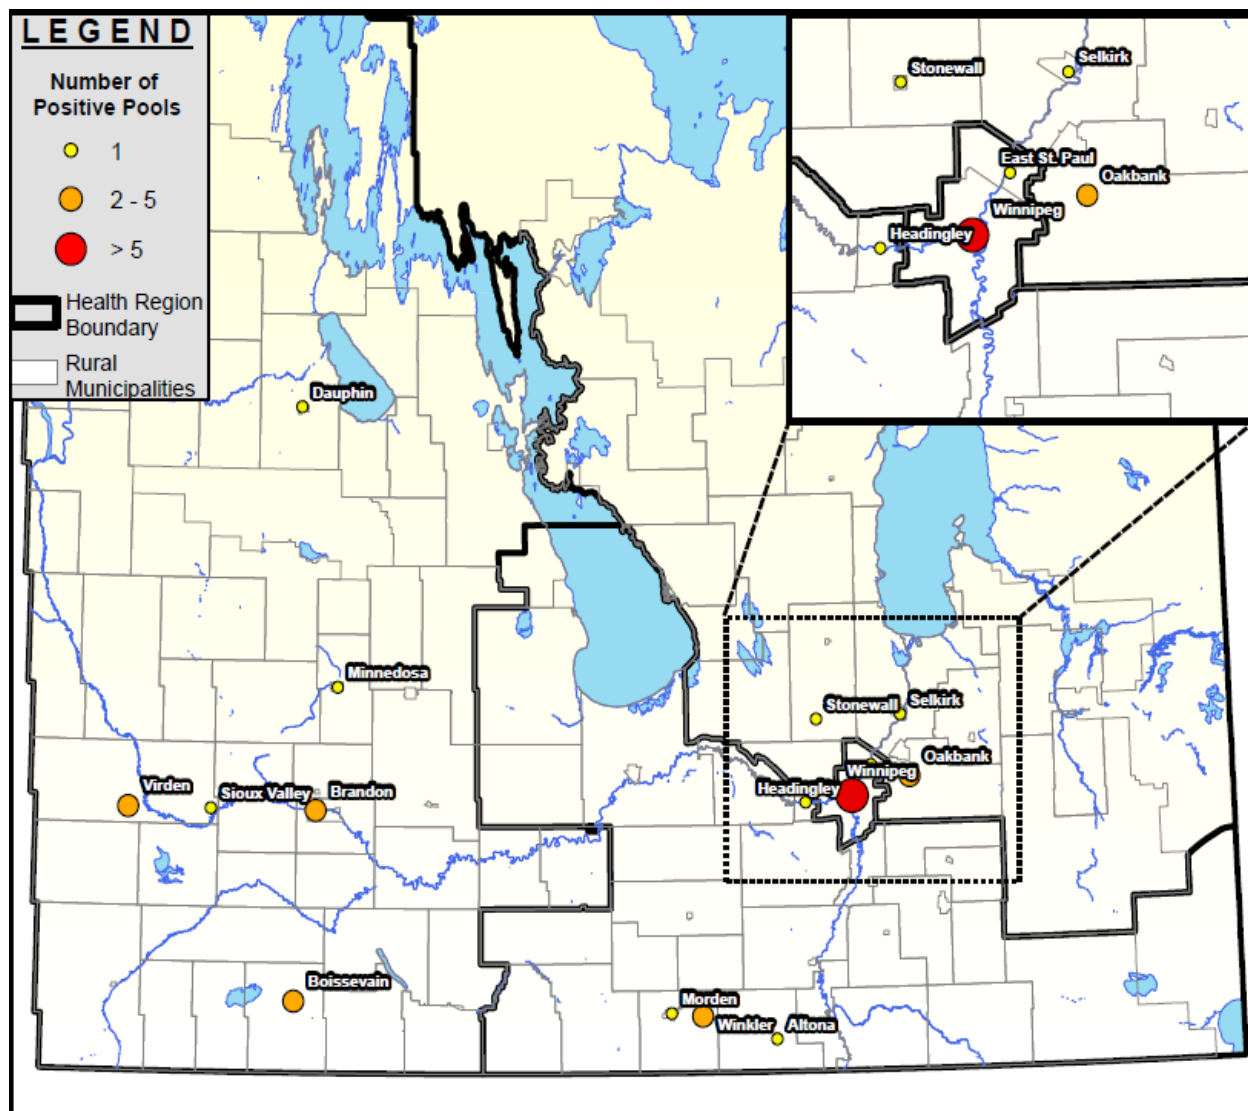 LEGEND
Number of
Positive Pools
1
2 - 5
> 5
Health Region
Boundary
Rural
Municipalities
Stonewall
Selkirk
East St. Paul
Oakbank
Winnipeg
Headingley
Dauphin
Minnedosa
Stonewall
Selkirk
Oakbank
Winnipeg
Headingley
Virden
Sioux Valley
Brandon
Boissevain
Morden
Winkler
Altona